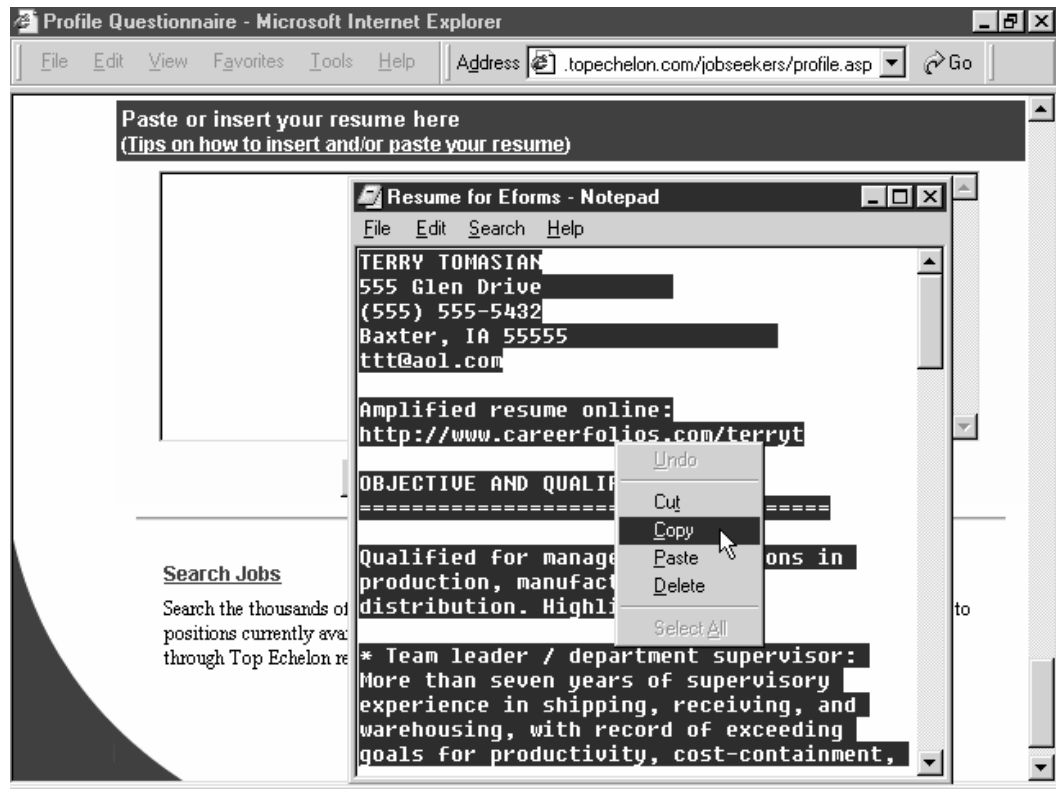 Profile Questionnaire - Microsoft Internet Explorer
File Edit View Favorites Tools Help Address .topechelon.com/jobseekers/profile.asp Go
Paste or insert your resume here
(Tips on how to insert and/or paste your resume)
Resume for Eforms - Notepad
File Edit Search Help
TERRY TOMASIAN
555 Glen Drive
(555) 555-5432
Baxter, IA 55555
ttt@aol.com
Amplified resume online:
http://www.careerfolios.com/terryt
OBJECTIVE AND QUALIF
==============================
Qualified for manage ons in
production, manufact
distribution. Highli
* Team leader / department supervisor:
More than seven years of supervisory
experience in shipping, receiving, and
warehousing, with record of exceeding
goals for productivity, cost-containment,
Undo
Cut
Copy
Paste
Delete
Select All
Search Jobs
Search the thousands of to
positions currently avai
through Top Echelon re